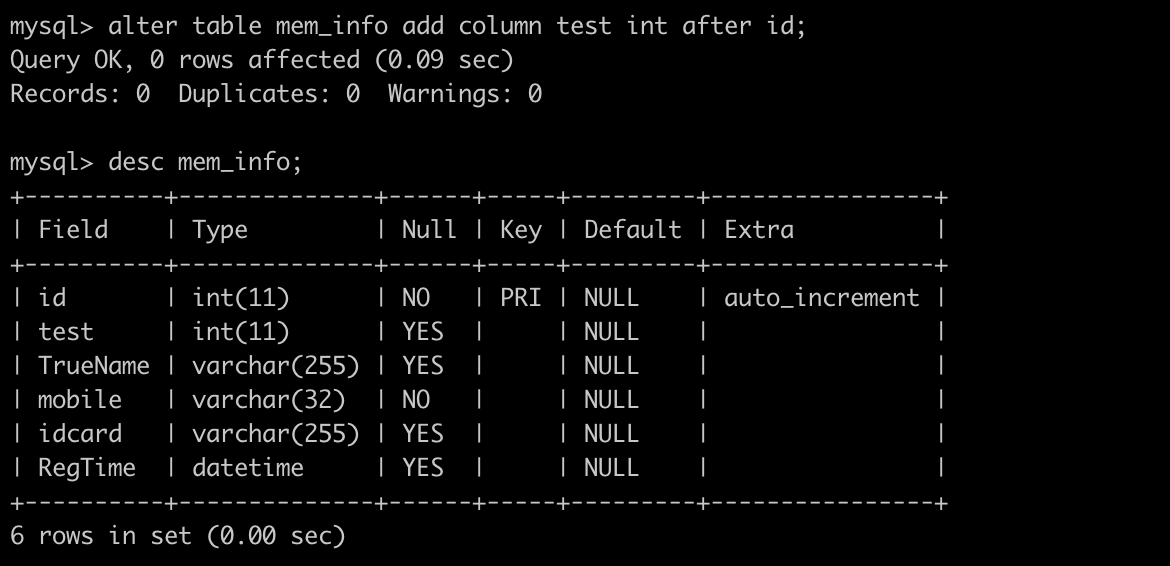 mysql> alter table mem_info add column test int after id;
Query OK, 0 rows affected (0.09 sec)
Records: 0  Duplicates: 0  Warnings: 0

mysql> desc mem_info;
+----------+--------------+------+-----+---------+----------------+
| Field    | Type         | Null | Key | Default | Extra          |
+----------+--------------+------+-----+---------+----------------+
| id       | int(11)      | NO   | PRI | NULL    | auto_increment |
| test     | int(11)      | YES  |     | NULL    |                |
| TrueName | varchar(255) | YES  |     | NULL    |                |
| mobile   | varchar(32)  | NO   |     | NULL    |                |
| idcard   | varchar(255) | YES  |     | NULL    |                |
| RegTime  | datetime     | YES  |     | NULL    |                |
+----------+--------------+------+-----+---------+----------------+
6 rows in set (0.00 sec)